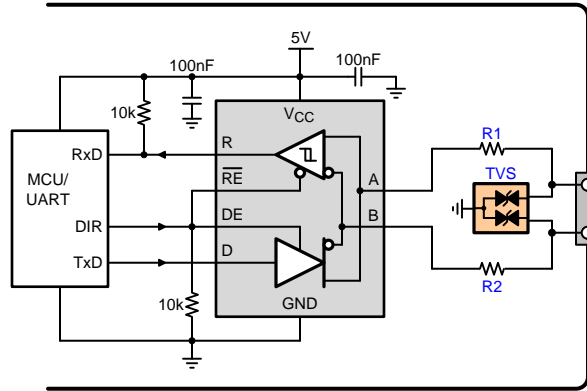 5V
100nF
100nF
10k
VCC
R1
RxD
R
TVS
MCU/
UART
RE
A
DIR
DE
B
TxD
D
10k
GND
R2